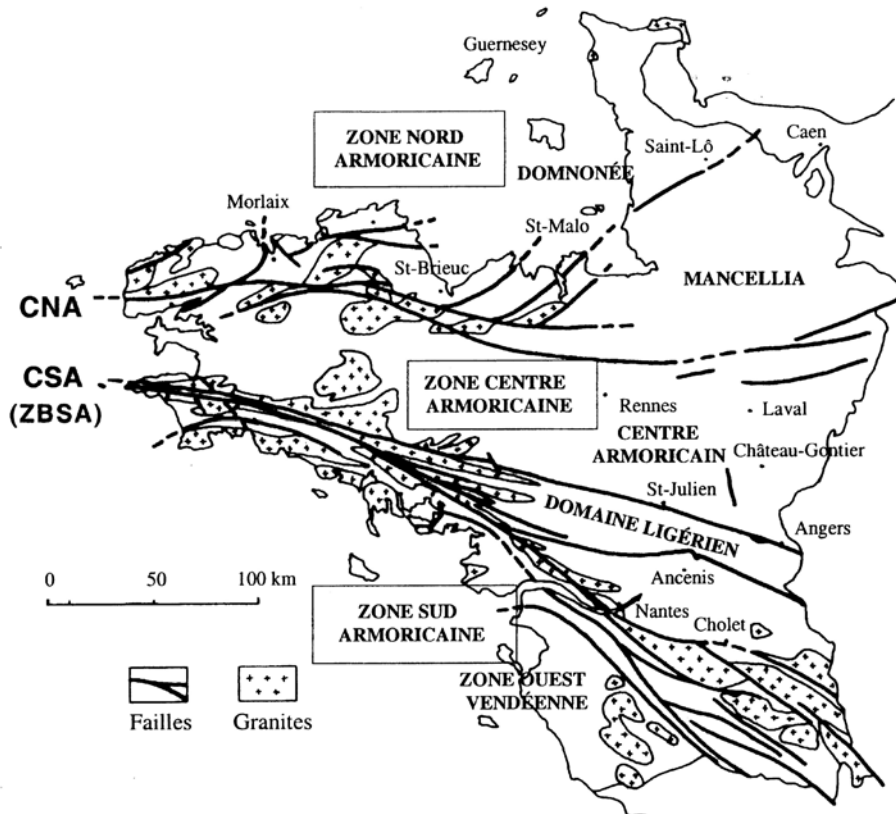 Guernesey
ZONE NORD
ARMORICAINE
DOMNONÉE
Saint-Lô
Caen
Morlaix
St-Malo
St-Brieuc
MANCELLIA
CNA
CSA
(ZBSA)
ZONE CENTRE
ARMORICAINE
Rennes
Laval
CENTRE
ARMORICAIN
Château-Gontier
St-Julien
DOMAINE LIGÉRIEN
Angers
0 50 100 km
Ancenis
ZONE SUD
ARMORICAINE
Nantes
Cholet
ZONE OUEST
VENDÉENNE
Failles
Granites